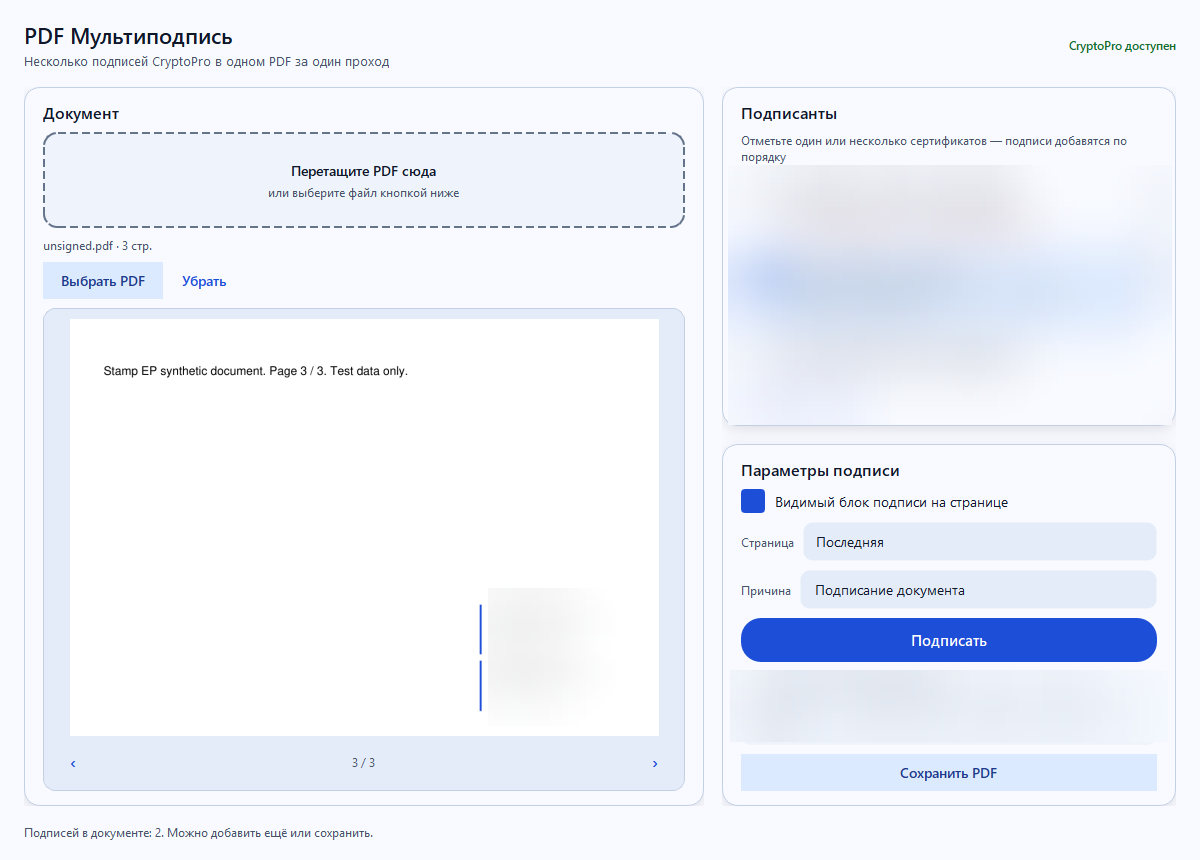 PDF Мультиподпись
Несколько подписей CryptoPro в одном PDF за один проход
CryptoPro доступен
Документ
Перетащите PDF сюда
или выберите файл кнопкой ниже
unsigned.pdf · 3 стр.
Выбрать PDF
Убрать
Stamp EP synthetic document. Page 3 / 3. Test data only.
‹
3 / 3
›
Подписанты
Отметьте один или несколько сертификатов — подписи добавятся по
порядку
Параметры подписи
Видимый блок подписи на странице
Страница
Последняя
Причина
Подписание документа
Подписать
Сохранить PDF
Подписей в документе: 2. Можно добавить ещё или сохранить.